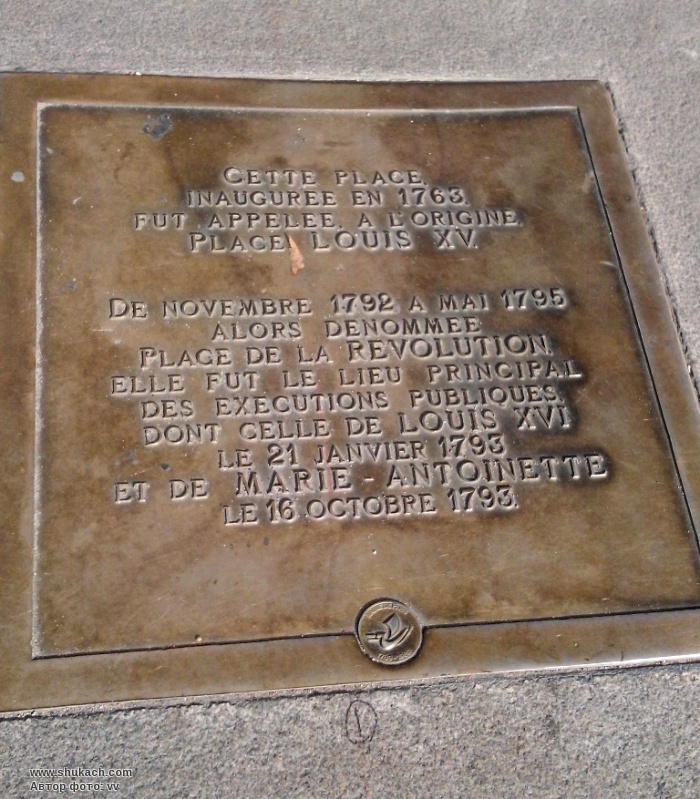 CETTE PLACE,
INAUGUREE EN 1763,
FUT APPELEE, A L'ORIGINE,
PLACE LOUIS XV.
DE NOVEMBRE 1792 A MAI 1795
ALORS DENOMMEE
PLACE DE LA REVOLUTION,
ELLE FUT LE LIEU PRINCIPAL
DES EXECUTIONS PUBLIQUES,
DONT CELLE DE LOUIS XVI
LE 21 JANVIER 1793
ET DE MARIE - ANTOINETTE
LE 16 OCTOBRE 1793.
1
www.shukach.com
Автор фото: vv